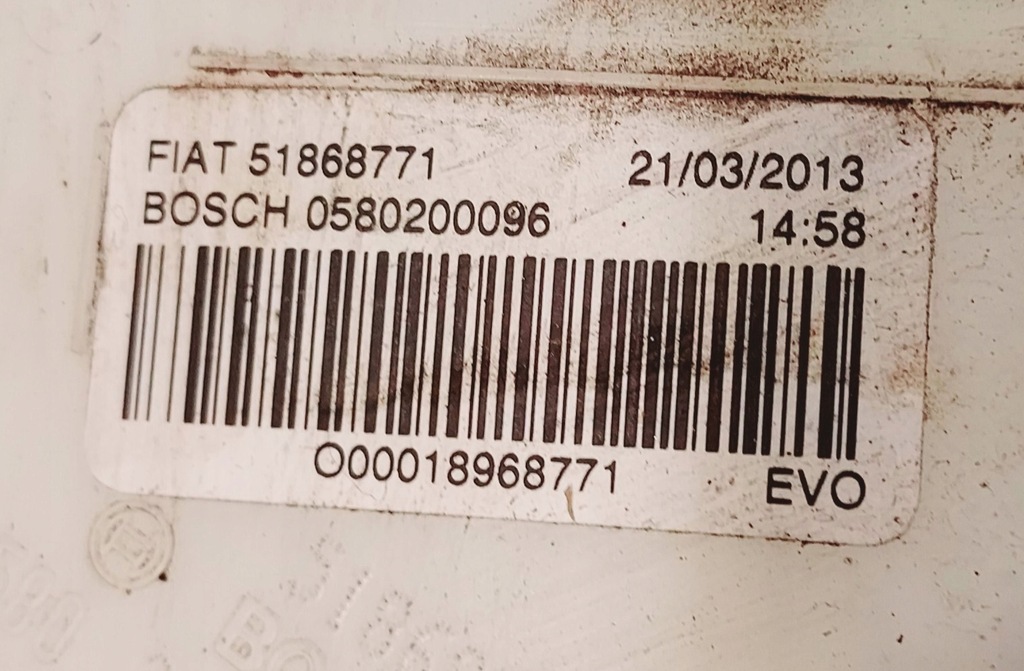 FIAT 51868771 21/03/2013
BOSCH 0580200096 14:58
O00018968771 EVO